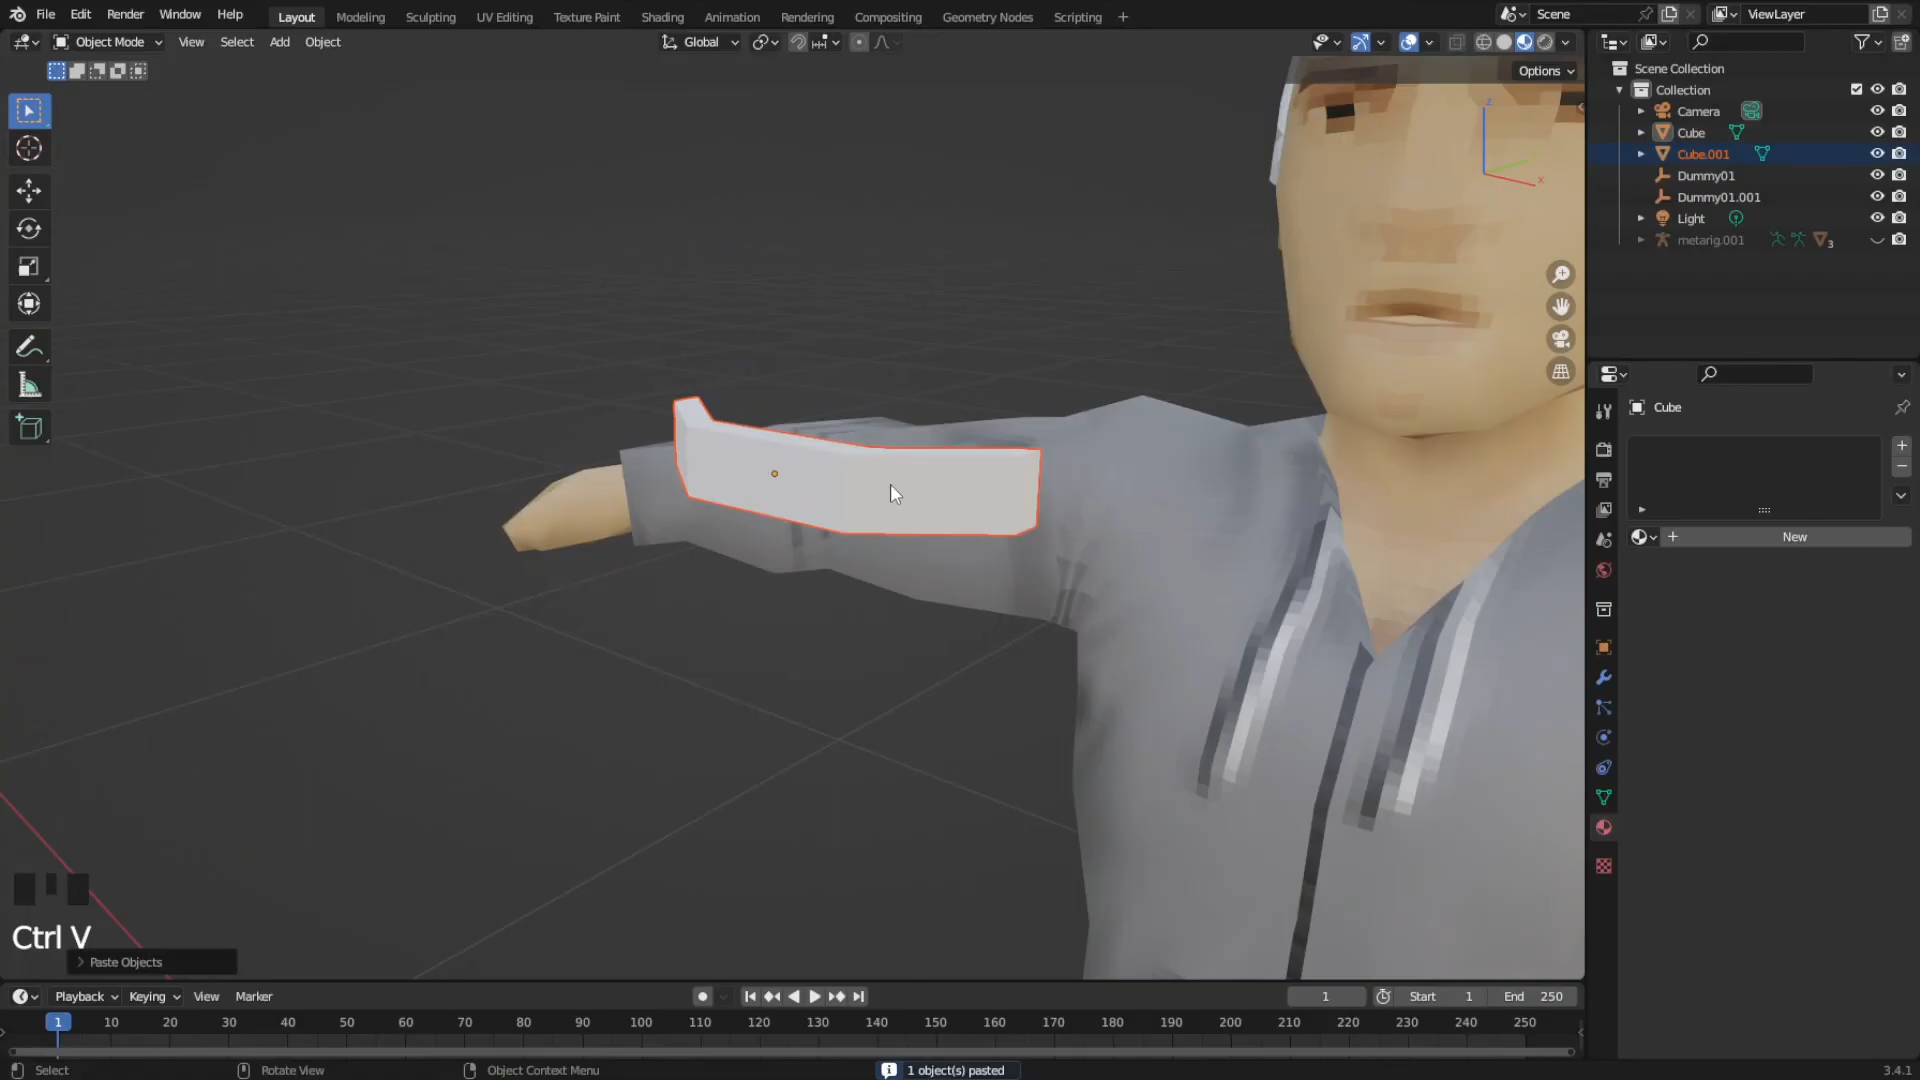 File Edit Render Window Help Layout Modeling Sculpting UV Editing Texture Paint Shading Animation Rendering Compositing Geometry Nodes Scripting + Scene ViewLayer
Object Mode View Select Add Object Global
Options
Scene Collection
Collection
Camera
Cube
Cube.001
Dummy01
Dummy01.001
Light
metarig.001 3
z
x
Cube
New
Ctrl V
Paste Objects
Playback Keying View Marker 1 Start 1 End 250
1 10 20 30 40 50 60 70 80 90 100 110 120 130 140 150 160 170 180 190 200 210 220 230 240 250
Select Rotate View Object Context Menu 1 object(s) pasted 3.4.1